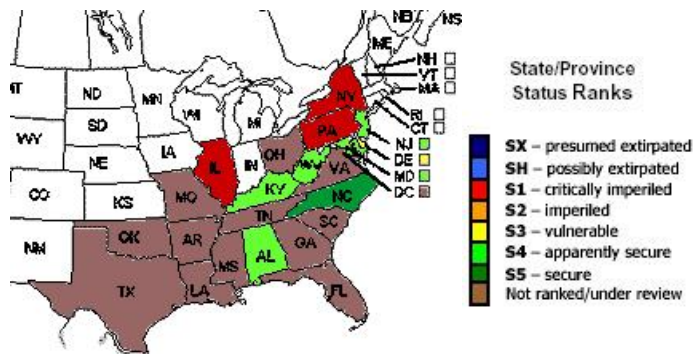 NB
NS
ME
NH
VT
MA
RI
CT
NJ
DE
MD
DC
MT
ND
MN
SD
WI
MI
NY
WY
IA
NE
PA
IL
IN
OH
WV
VA
CO
KS
MO
KY
NC
TN
OK
AR
SC
NM
MS
AL
GA
TX
LA
FL
State/Province
Status Ranks
SX – presumed extirpated
SH – possibly extirpated
S1 – critically imperiled
S2 – imperiled
S3 – vulnerable
S4 – apparently secure
S5 – secure
Not ranked/under review